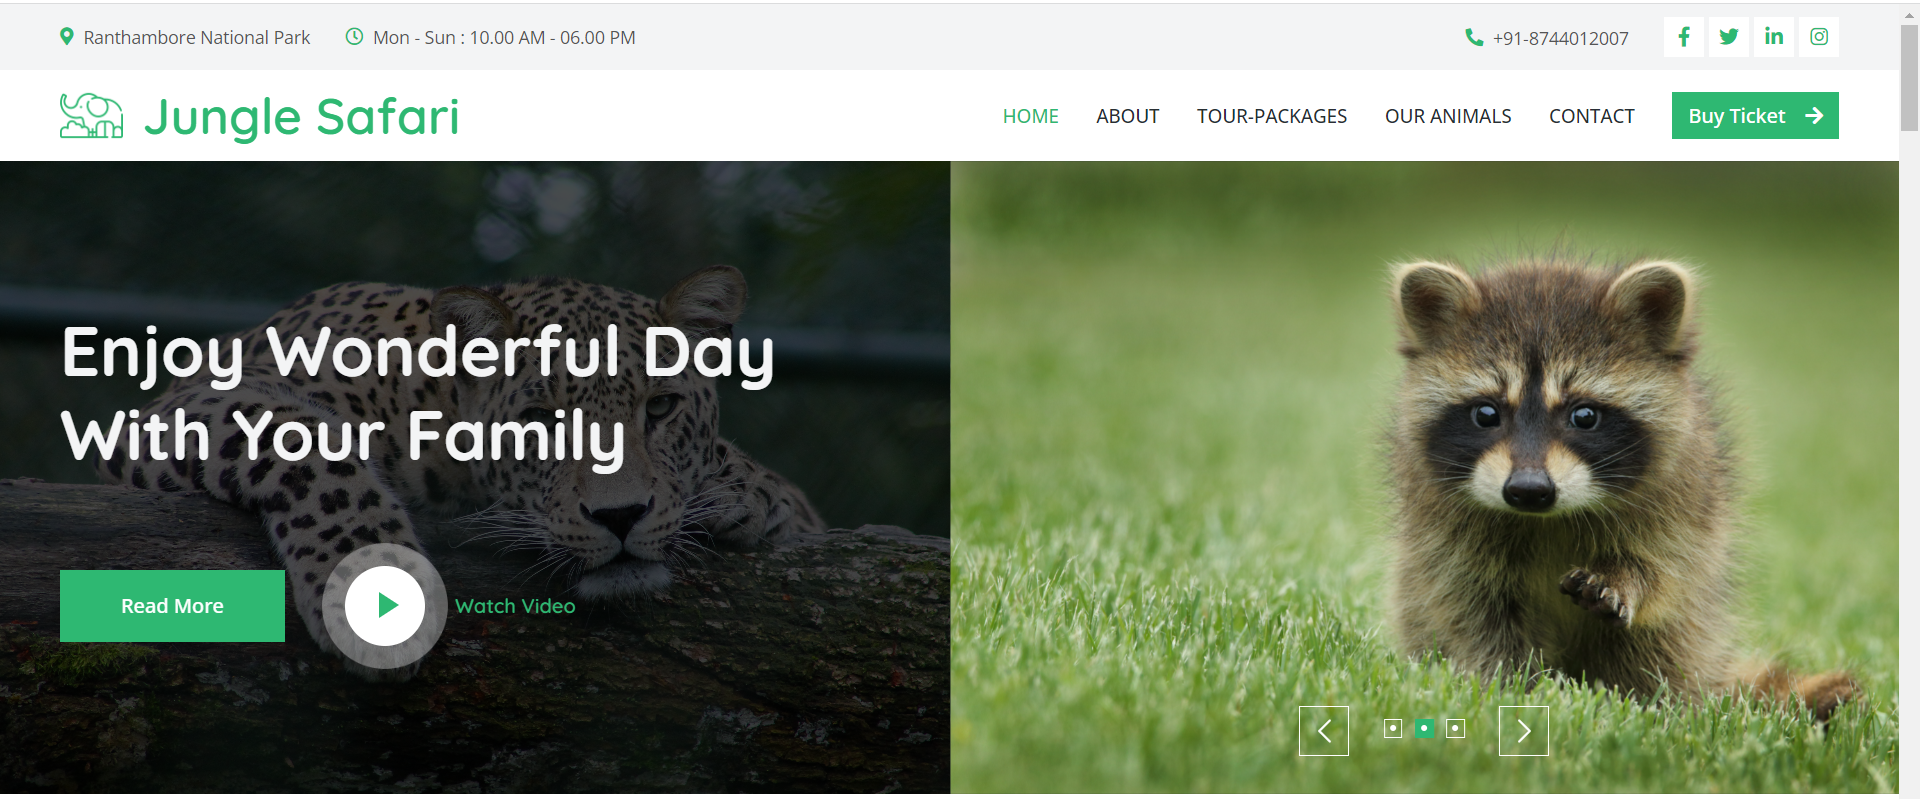 Ranthambore National Park
Mon - Sun : 10.00 AM - 06.00 PM
+91-8744012007
Jungle Safari
HOME
ABOUT
TOUR-PACKAGES
OUR ANIMALS
CONTACT
Buy Ticket
Enjoy Wonderful Day
With Your Family
Read More
Watch Video